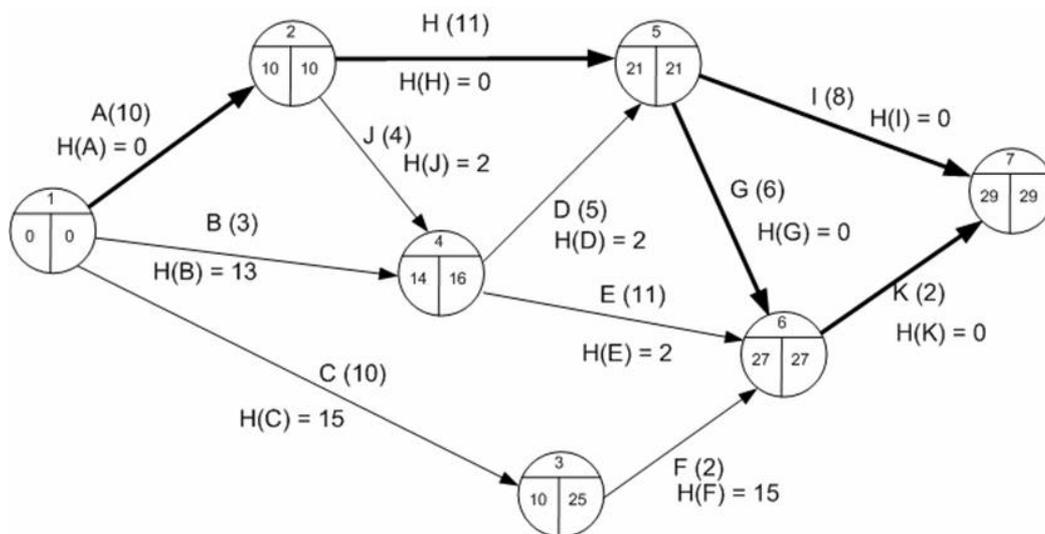 H (11)
2
5
10 10
H(H) = 0
21 21
I (8)
A(10)
H(I) = 0
J (4)
H(A) = 0
H(J) = 2
7
G (6)
29 29
1
D (5)
B (3)
0 0
4
H(D) = 2
H(G) = 0
H(B) = 13
14 16
E (11)
K (2)
6
H(K) = 0
H(E) = 2
27 27
C (10)
H(C) = 15
3
F (2)
10 25
H(F) = 15